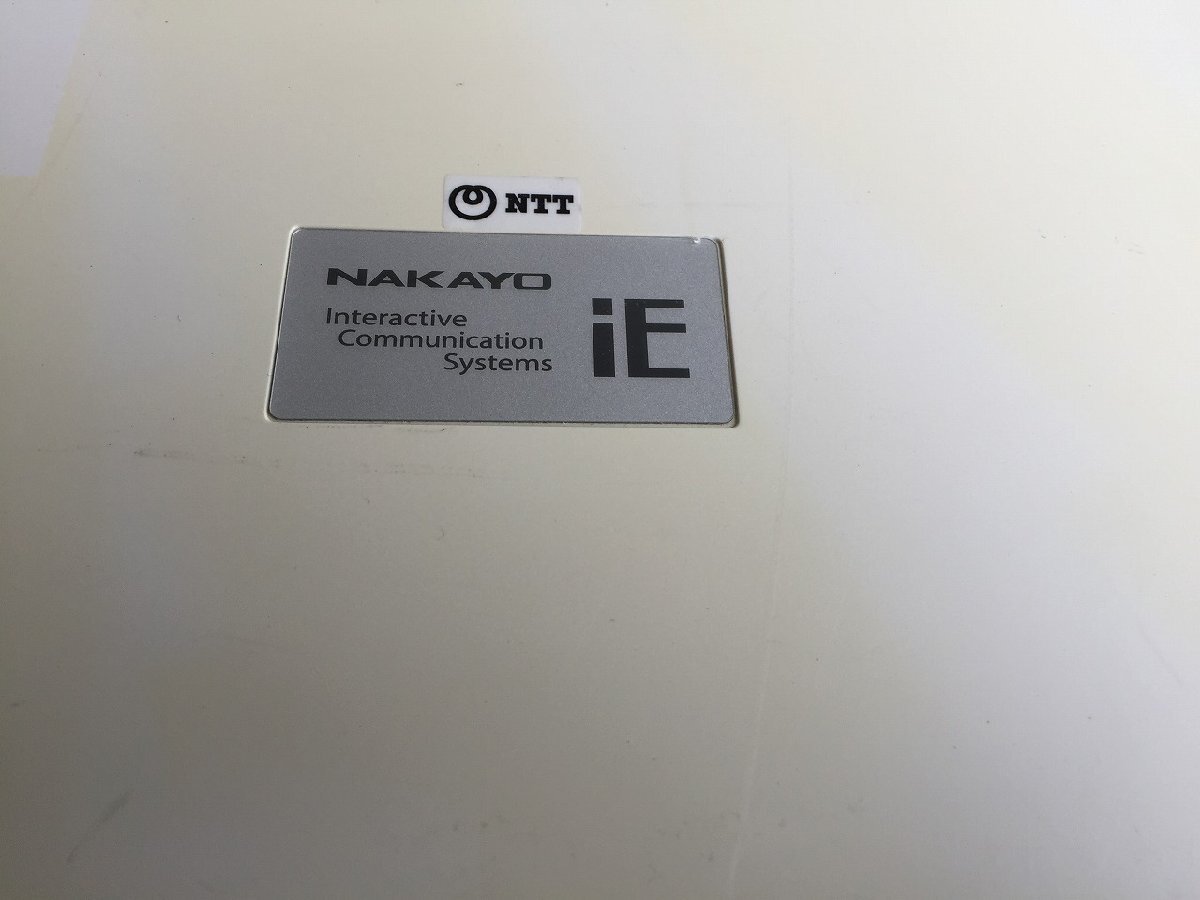 NTT
NAKAYO
Interactive
Communication
Systems
iE